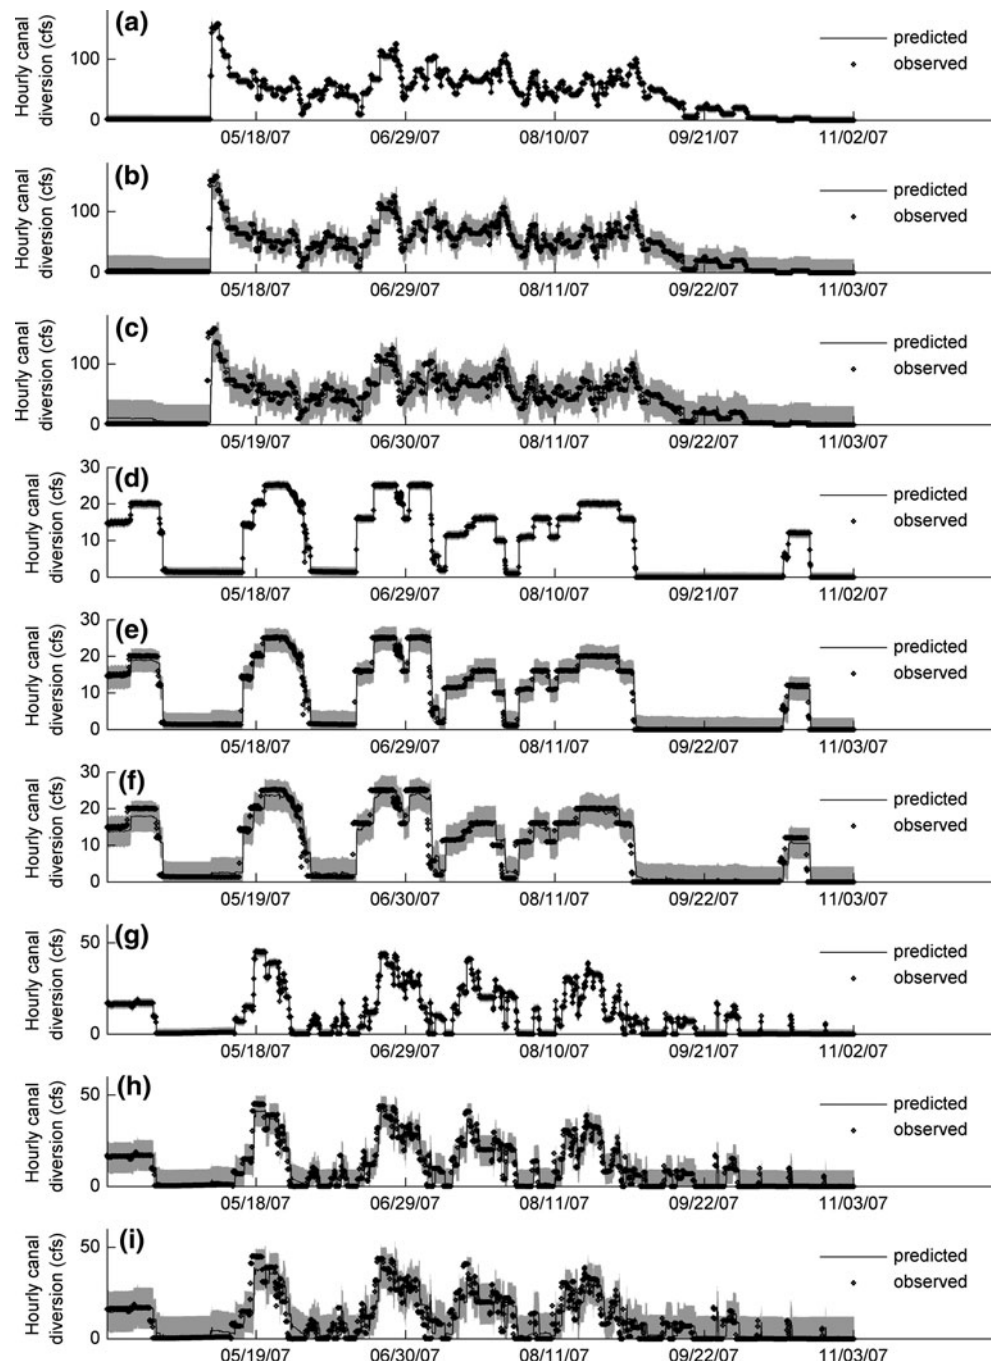 (a)
Hourly canal
diversion (cfs)
100
0
predicted
observed
05/18/07 06/29/07 08/10/07 09/21/07 11/02/07
(b)
Hourly canal
diversion (cfs)
100
0
predicted
observed
05/18/07 06/29/07 08/11/07 09/22/07 11/03/07
(c)
Hourly canal
diversion (cfs)
100
0
predicted
observed
05/19/07 06/30/07 08/11/07 09/22/07 11/03/07
(d)
Hourly canal
diversion (cfs)
30
20
10
0
predicted
observed
05/18/07 06/29/07 08/10/07 09/21/07 11/02/07
(e)
Hourly canal
diversion (cfs)
30
20
10
0
predicted
observed
05/18/07 06/29/07 08/11/07 09/22/07 11/03/07
(f)
Hourly canal
diversion (cfs)
30
20
10
0
predicted
observed
05/19/07 06/30/07 08/11/07 09/22/07 11/03/07
(g)
Hourly canal
diversion (cfs)
50
0
predicted
observed
05/18/07 06/29/07 08/10/07 09/21/07 11/02/07
(h)
Hourly canal
diversion (cfs)
50
0
predicted
observed
05/18/07 06/29/07 08/11/07 09/22/07 11/03/07
(i)
Hourly canal
diversion (cfs)
50
0
predicted
observed
05/19/07 06/30/07 08/11/07 09/22/07 11/03/07